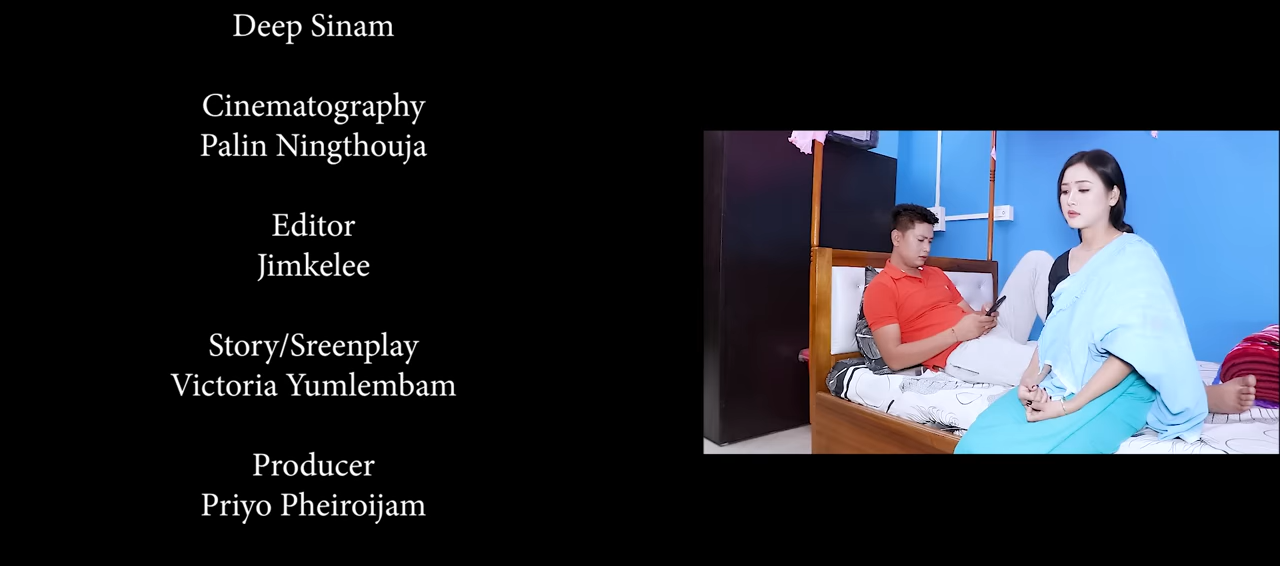 Deep Sinam
Cinematography
Palin Ningthouja
Editor
Jimkelee
Story/Sreenplay
Victoria Yumlembam
Producer
Priyo Pheiroijam